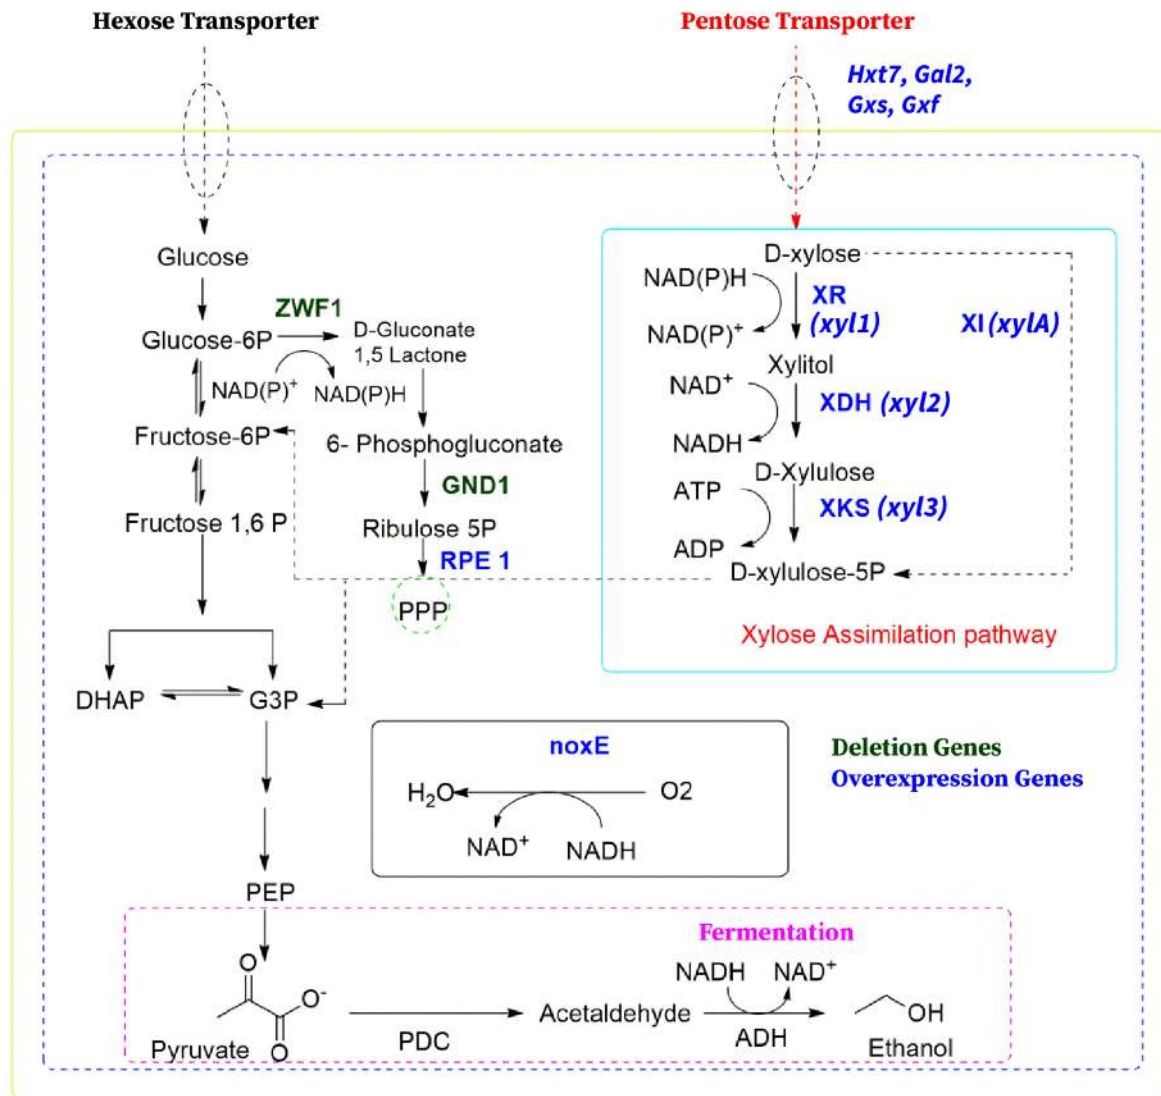 Hexose Transporter
Pentose Transporter
Hxt7, Gal2,
Gxs, Gxf
Glucose
ZWF1
Glucose-6P
D-Gluconate
1,5 Lactone
NAD(P)+
NAD(P)H
Fructose-6P
6- Phosphogluconate
GND1
Fructose 1,6 P
Ribulose 5P
RPE 1
PPP
DHAP
G3P
D-xylose
NAD(P)H
XR
(xyl1)
XI (xylA)
NAD(P)+
Xylitol
NAD+
XDH (xyl2)
NADH
D-Xylulose
ATP
XKS (xyl3)
ADP
D-xylulose-5P
Xylose Assimilation pathway
noxE
H2O
O2
NAD+
NADH
Deletion Genes
Overexpression Genes
PEP
Fermentation
NADH NAD+
O
O-
O
Pyruvate
PDC
Acetaldehyde
ADH
OH
Ethanol